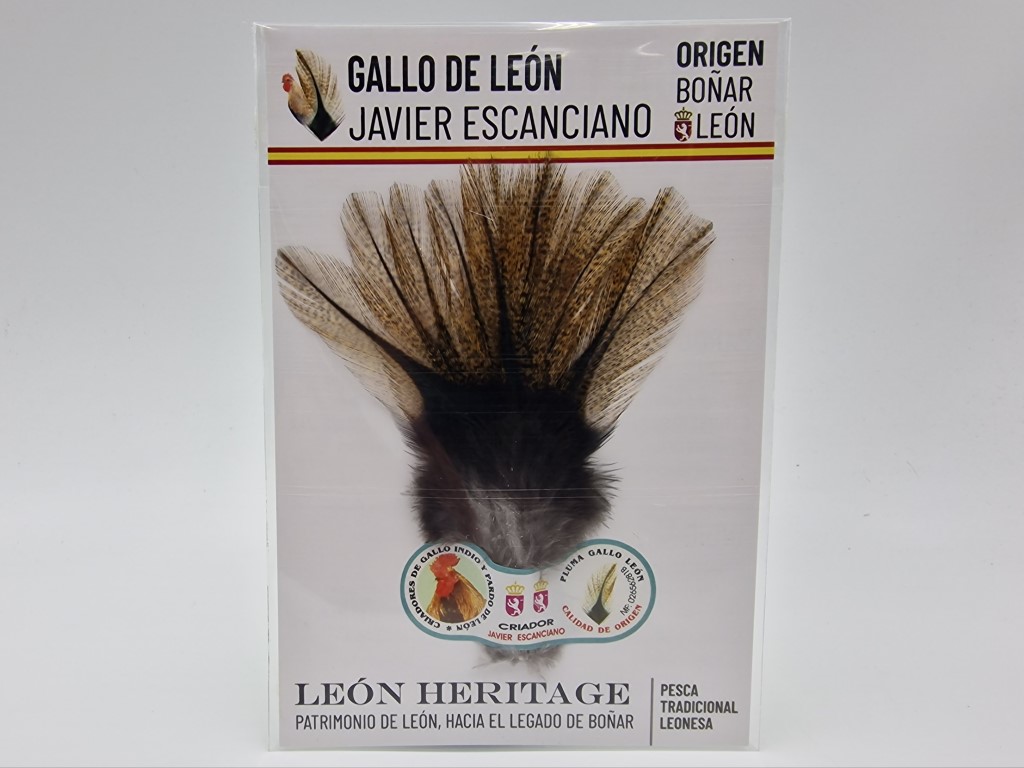 GALLO DE LEÓN
JAVIER ESCANCIANO
ORIGEN
BOÑAR
LEÓN
CRIADORES DE GALLO INDIO Y PARDO DE LEÓN *
CRIADOR
JAVIER ESCANCIANO
PLUMA GALLO LEÓN
CALIDAD DE ORIGEN
LEÓN HERITAGE
PATRIMONIO DE LEÓN, HACIA EL LEGADO DE BOÑAR
PESCA
TRADICIONAL
LEONESA